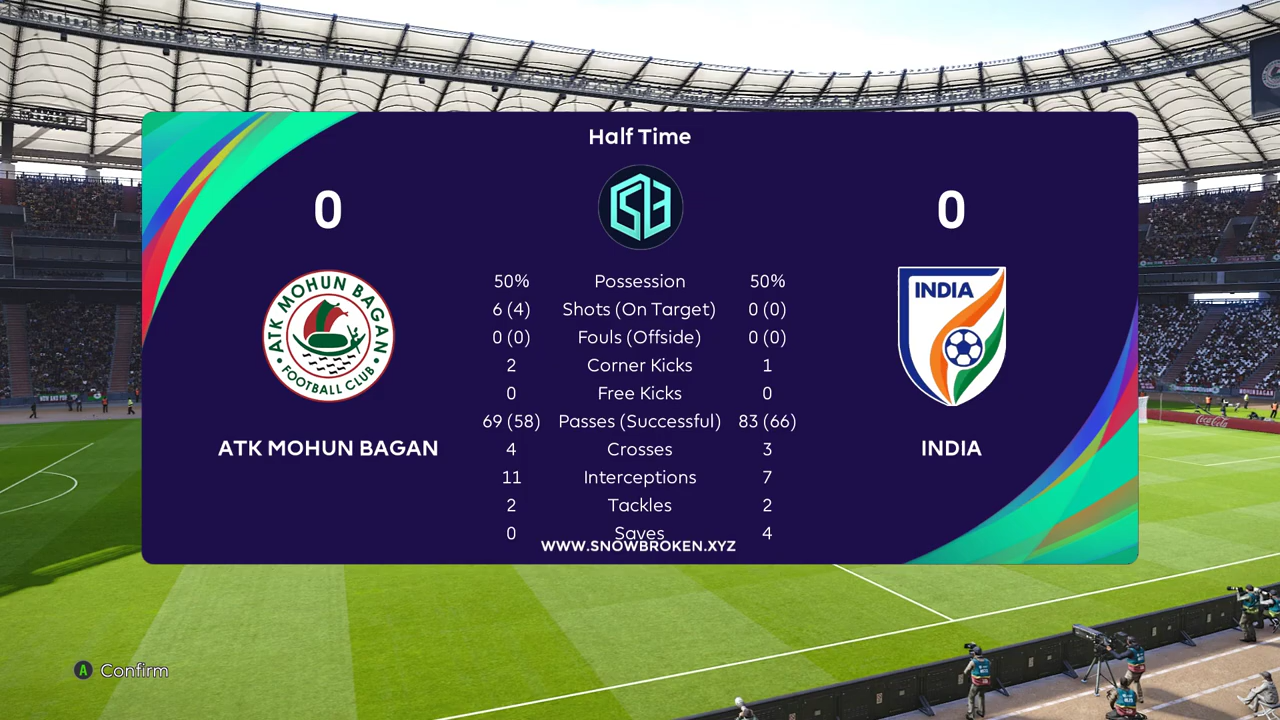 Half Time
0
0
50% Possession 50%
6 (4) Shots (On Target) 0 (0)
0 (0) Fouls (Offside) 0 (0)
2 Corner Kicks 1
0 Free Kicks 0
69 (58) Passes (Successful) 83 (66)
4 Crosses 3
11 Interceptions 7
2 Tackles 2
0 Saves 4
WWW.SNOWBROKEN.XYZ
ATK MOHUN BAGAN
FOOTBALL CLUB
ATK MOHUN BAGAN
INDIA
INDIA
Coca-Cola
A Confirm